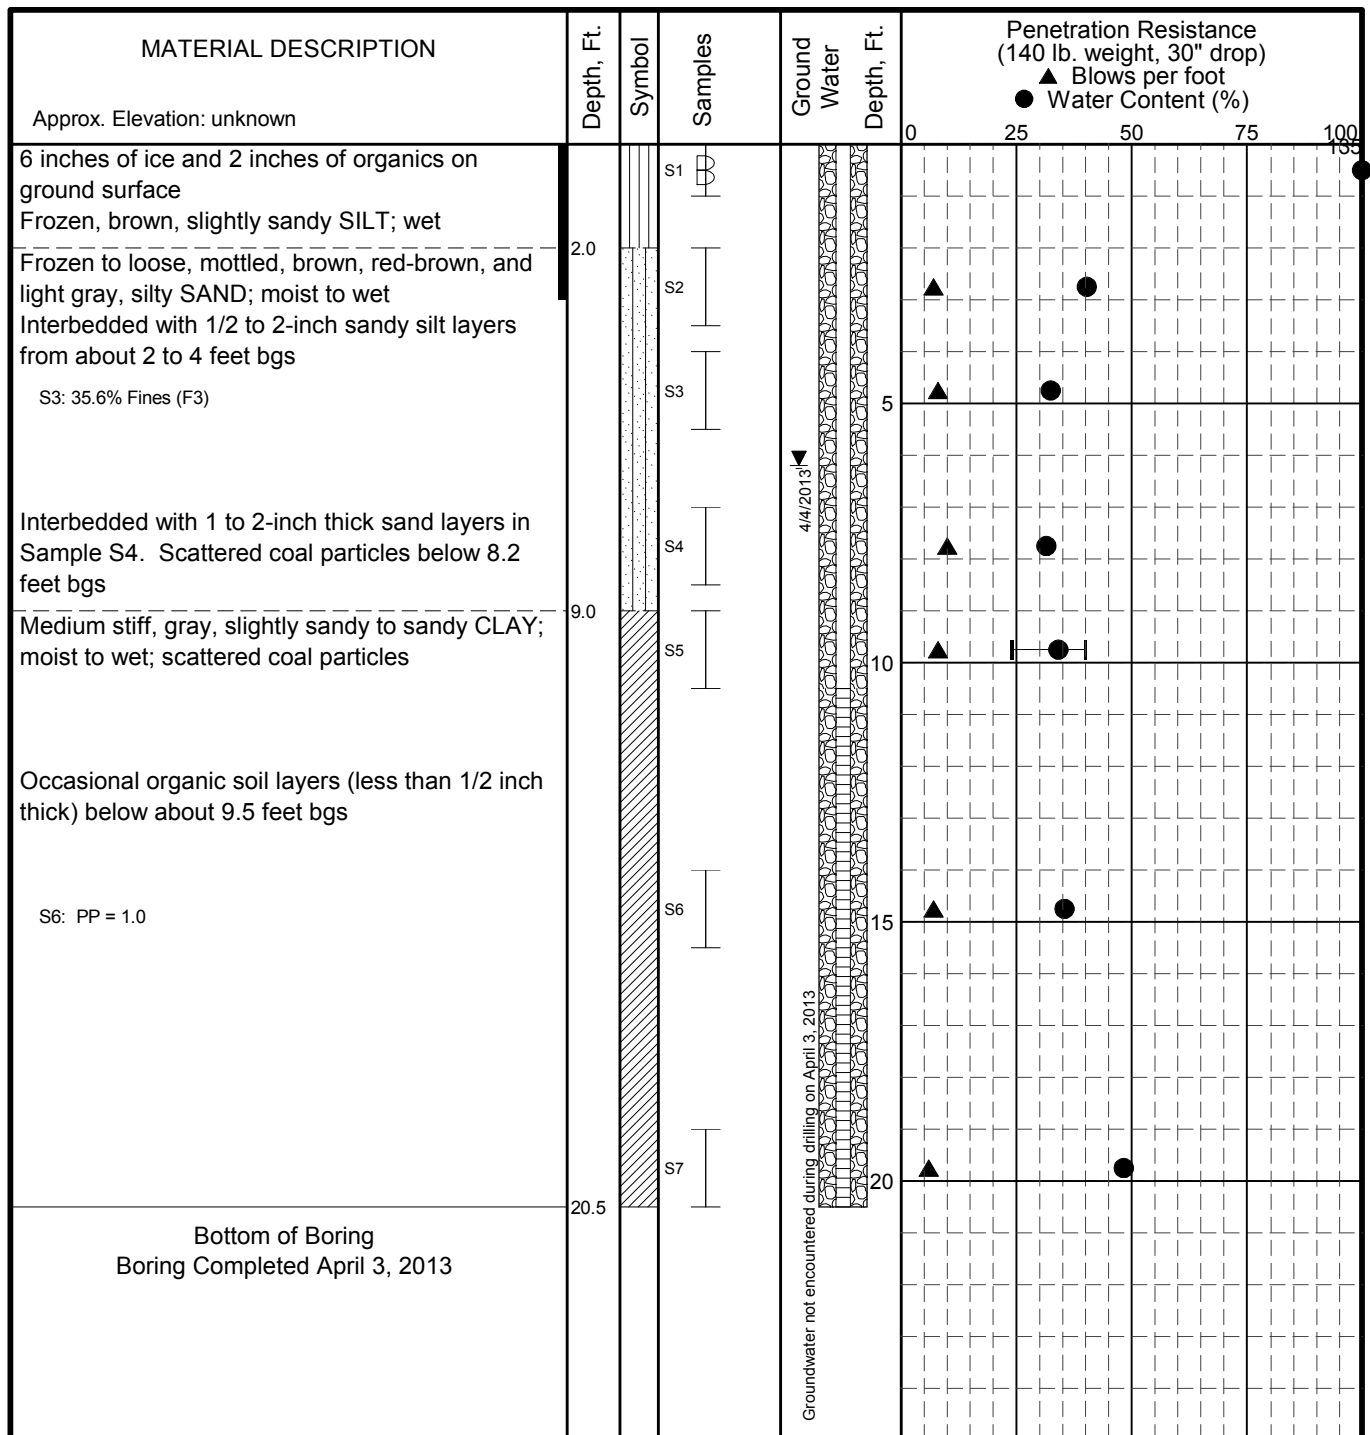 MATERIAL DESCRIPTION
Approx. Elevation: unknown
Depth, Ft.
Symbol
Samples
Ground
Water
Depth, Ft.
Penetration Resistance
(140 lb. weight, 30" drop)
▲ Blows per foot
● Water Content (%)
0 25 50 75 100
135
6 inches of ice and 2 inches of organics on
ground surface
Frozen, brown, slightly sandy SILT; wet
S1
2.0
Frozen to loose, mottled, brown, red-brown, and
light gray, silty SAND; moist to wet
Interbedded with 1/2 to 2-inch sandy silt layers
from about 2 to 4 feet bgs
S2
S3: 35.6% Fines (F3)
S3
5
4/4/2013
Interbedded with 1 to 2-inch thick sand layers in
Sample S4. Scattered coal particles below 8.2
feet bgs
S4
9.0
Medium stiff, gray, slightly sandy to sandy CLAY;
moist to wet; scattered coal particles
S5
10
Occasional organic soil layers (less than 1/2 inch
thick) below about 9.5 feet bgs
S6: PP = 1.0
S6
15
Groundwater not encountered during drilling on April 3, 2013
S7
20
20.5
Bottom of Boring
Boring Completed April 3, 2013